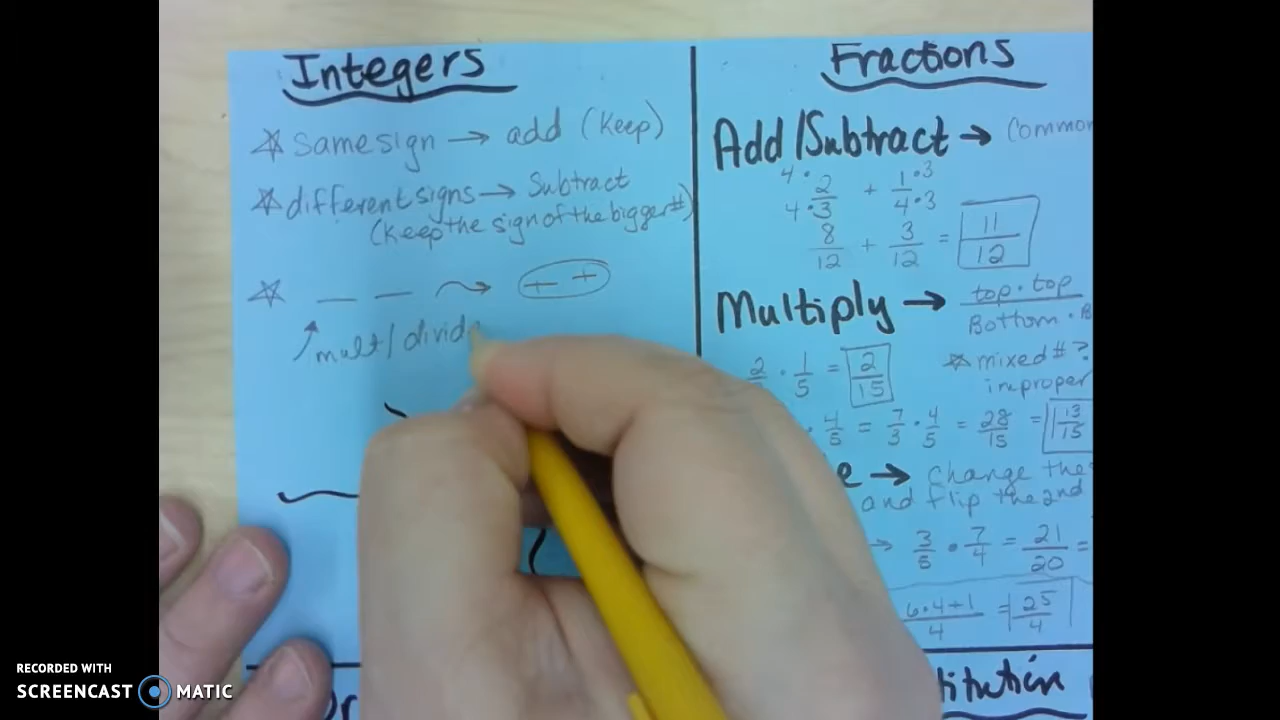 Integers
☆ same sign → add (Keep)
☆ different signs → Subtract
(Keep the sign of the bigger #)
☆ — — → + +
mult/divide
Fractions
Add/Subtract → Common
4 · 2/3 · 4 + 1/4 · 3 · 3
8/12 + 3/12 = 11/12
Multiply → top · top / Bottom · B
2 · 1/5 = 2/15
☆ mixed #?
improper
· 4/5 = 7/3 · 4/5 = 28/15 = 1 13/15
→ change the
and flip the 2nd
→ 3/5 · 7/4 = 21/20 =
6·4+1/4 = 25/4
RECORDED WITH
SCREENCAST MATIC